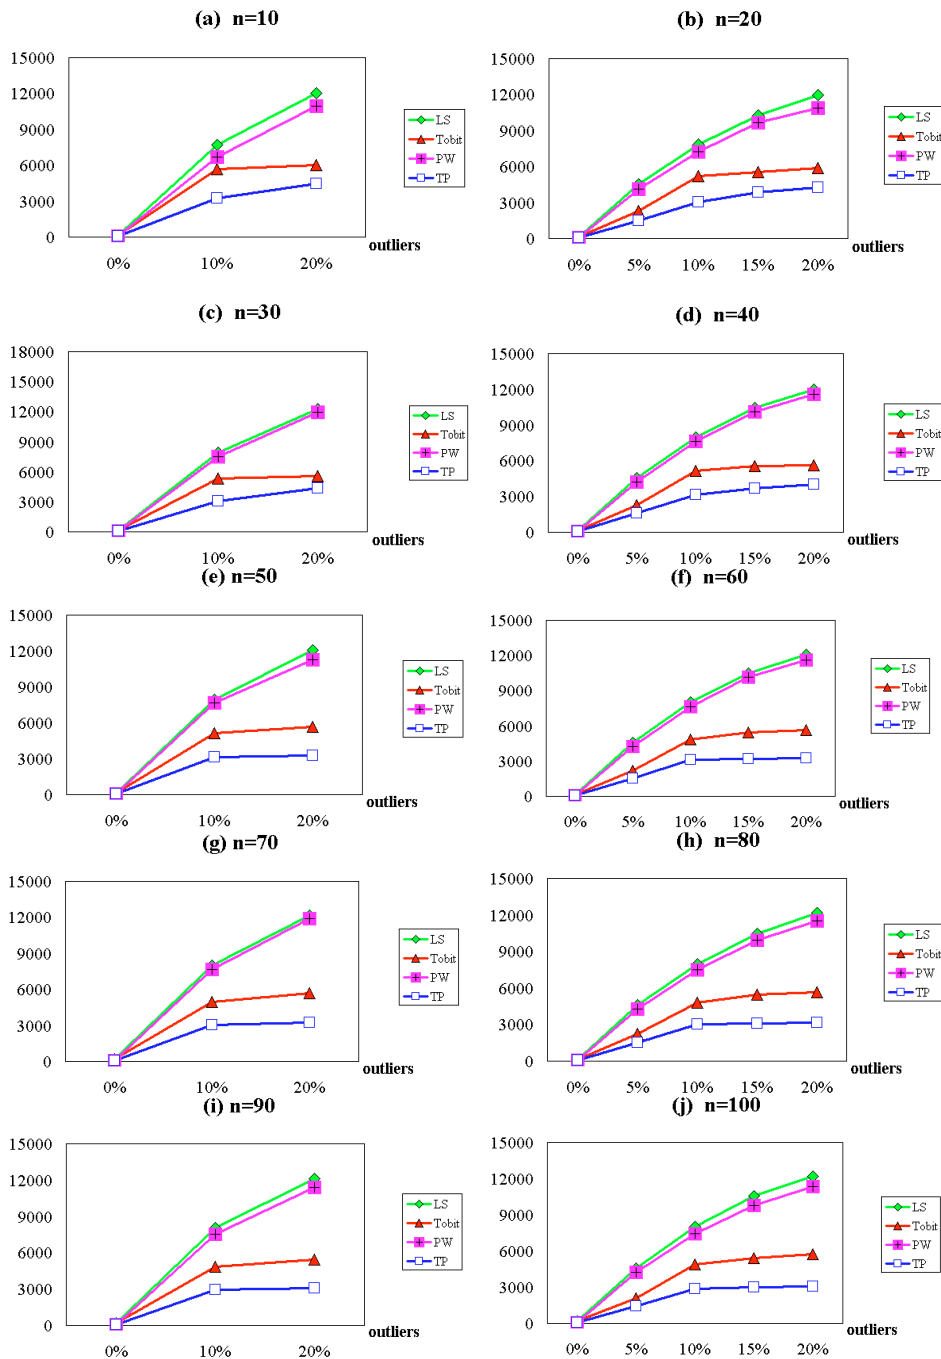 (a) n=10
15000
12000
9000
6000
3000
0
0% 10% 20%
outliers
LS
Tobit
PW
TP
(b) n=20
15000
12000
9000
6000
3000
0
0% 5% 10% 15% 20%
outliers
LS
Tobit
PW
TP
(c) n=30
18000
15000
12000
9000
6000
3000
0
0% 10% 20%
outliers
LS
Tobit
PW
TP
(d) n=40
15000
12000
9000
6000
3000
0
0% 5% 10% 15% 20%
outliers
LS
Tobit
PW
TP
(e) n=50
15000
12000
9000
6000
3000
0
0% 10% 20%
outliers
LS
Tobit
PW
TP
(f) n=60
15000
12000
9000
6000
3000
0
0% 5% 10% 15% 20%
outliers
LS
Tobit
PW
TP
(g) n=70
15000
12000
9000
6000
3000
0
0% 10% 20%
outliers
LS
Tobit
PW
TP
(h) n=80
15000
12000
9000
6000
3000
0
0% 5% 10% 15% 20%
outliers
LS
Tobit
PW
TP
(i) n=90
15000
12000
9000
6000
3000
0
0% 10% 20%
outliers
LS
Tobit
PW
TP
(j) n=100
15000
12000
9000
6000
3000
0
0% 5% 10% 15% 20%
outliers
LS
Tobit
PW
TP